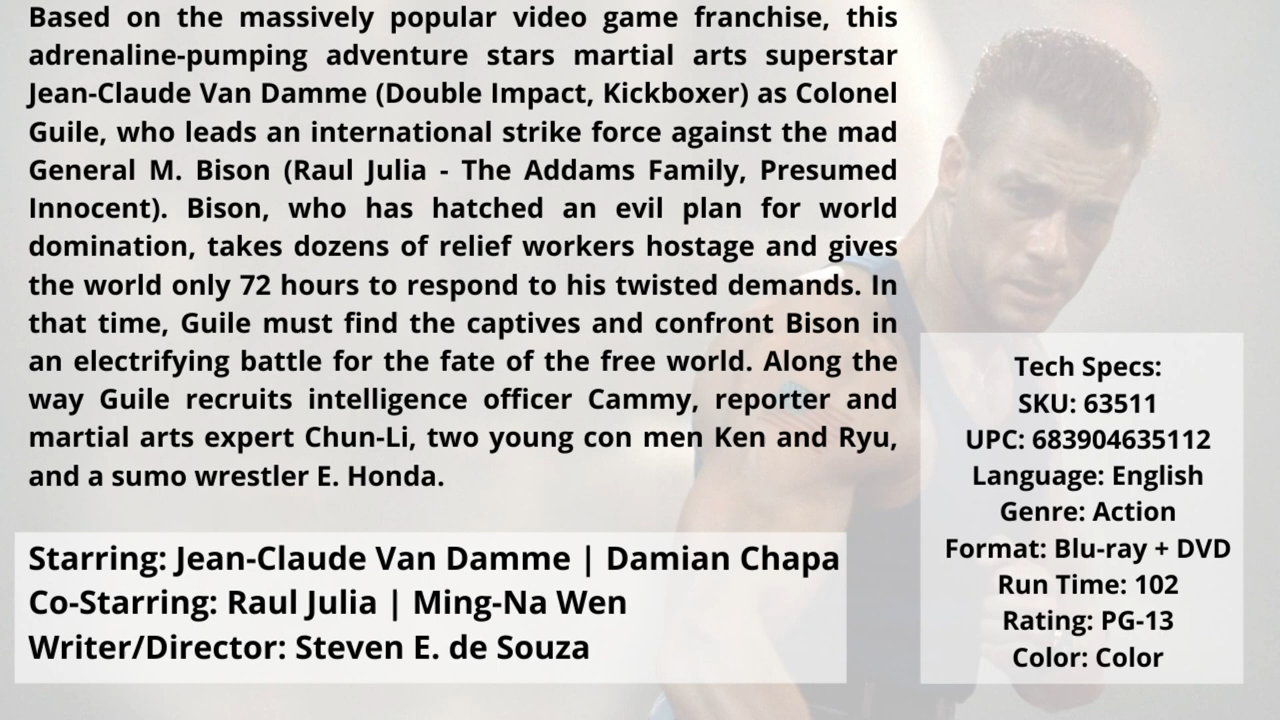 Based on the massively popular video game franchise, this
adrenaline-pumping adventure stars martial arts superstar
Jean-Claude Van Damme (Double Impact, Kickboxer) as Colonel
Guile, who leads an international strike force against the mad
General M. Bison (Raul Julia - The Addams Family, Presumed
Innocent). Bison, who has hatched an evil plan for world
domination, takes dozens of relief workers hostage and gives
the world only 72 hours to respond to his twisted demands. In
that time, Guile must find the captives and confront Bison in
an electrifying battle for the fate of the free world. Along the
way Guile recruits intelligence officer Cammy, reporter and
martial arts expert Chun-Li, two young con men Ken and Ryu,
and a sumo wrestler E. Honda.
Starring: Jean-Claude Van Damme | Damian Chapa
Co-Starring: Raul Julia | Ming-Na Wen
Writer/Director: Steven E. de Souza
Tech Specs:
SKU: 63511
UPC: 683904635112
Language: English
Genre: Action
Format: Blu-ray + DVD
Run Time: 102
Rating: PG-13
Color: Color